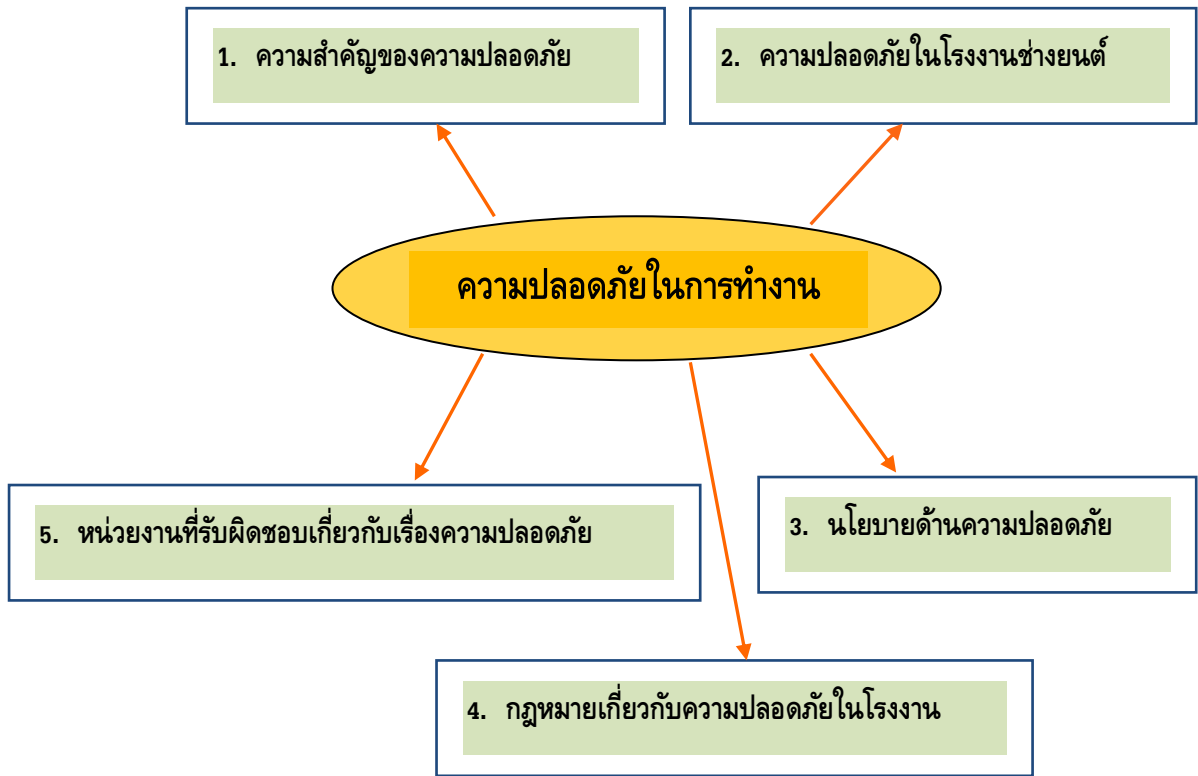 1. ความสำคัญของความปลอดภัย
2. ความปลอดภัยในโรงงานช่างยนต์
ความปลอดภัยในการทำงาน
5. หน่วยงานที่รับผิดชอบเกี่ยวกับเรื่องความปลอดภัย
3. นโยบายด้านความปลอดภัย
4. กฎหมายเกี่ยวกับความปลอดภัยในโรงงาน